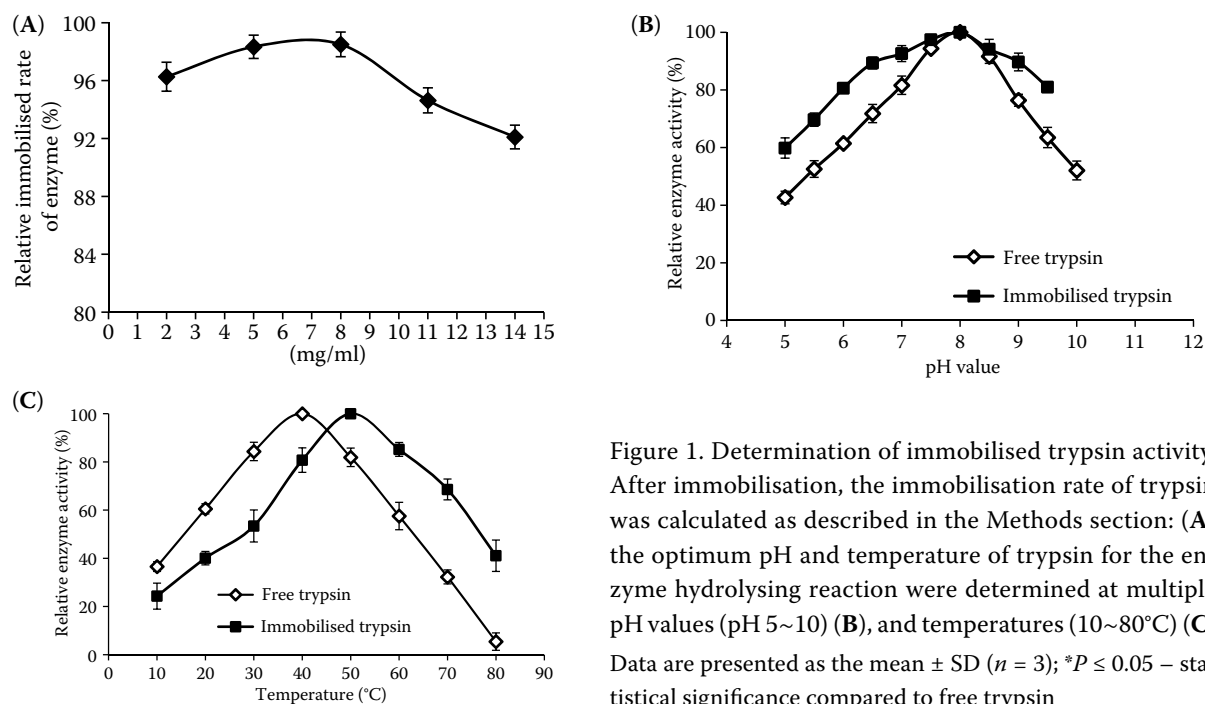 (A)
Relative immobilised rate
of enzyme (%)
100
96
92
88
84
80
0 1 2 3 4 5 6 7 8 9 10 11 12 13 14 15
(mg/ml)
(B)
Relative enzyme activity (%)
100
80
60
40
20
0
Free trypsin
Immobilised trypsin
4 5 6 7 8 9 10 11 12
pH value
(C)
Relative enzyme activity (%)
100
80
60
40
20
0
Free trypsin
Immobilised trypsin
0 10 20 30 40 50 60 70 80 90
Temperature (°C)
Figure 1. Determination of immobilised trypsin activity
After immobilisation, the immobilisation rate of trypsin
was calculated as described in the Methods section: (A
the optimum pH and temperature of trypsin for the en-
zyme hydrolysing reaction were determined at multipl
pH values (pH 5~10) (B), and temperatures (10~80°C) (C
Data are presented as the mean ± SD (n = 3); *P ≤ 0.05 – sta-
tistical significance compared to free trypsin